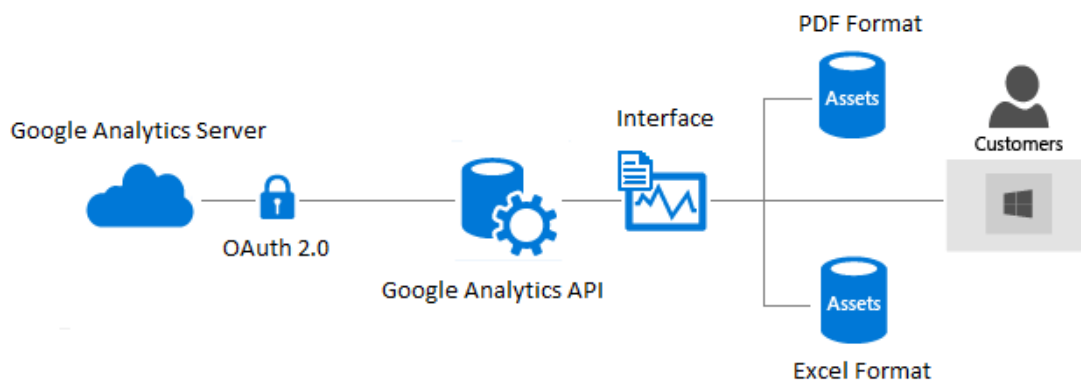 PDF Format
Assets
Interface
Google Analytics Server
Customers
OAuth 2.0
Google Analytics API
Assets
Excel Format